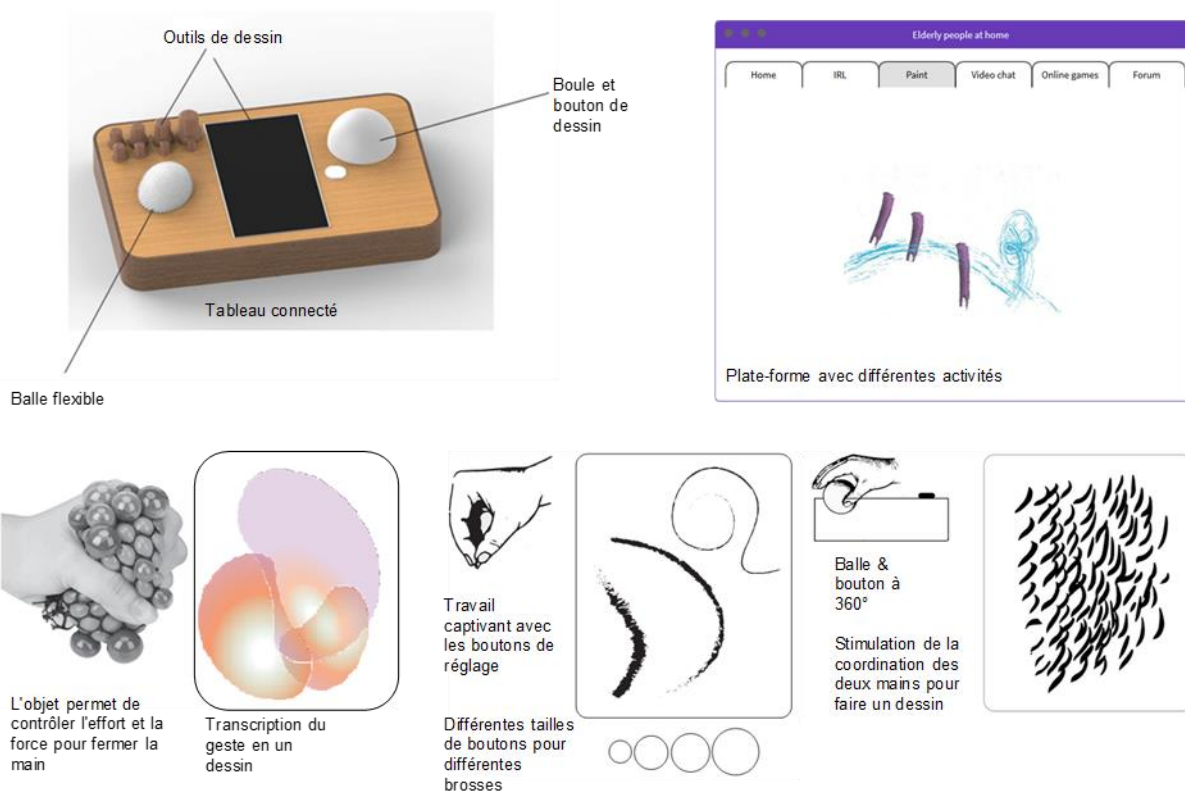 Outils de dessin
Boule et
bouton de
dessin
Tableau connecté
Balle flexible
Elderly people at home
Home
IRL
Paint
Video chat
Online games
Forum
Plate-forme avec différentes activités
L'objet permet de
contrôler l'effort et la
force pour fermer la
main
Transcription du
geste en un
dessin
Travail
captivant avec
les boutons de
réglage
Différentes tailles
de boutons pour
différentes
brosses
Balle &
bouton à
360°
Stimulation de la
coordination des
deux mains pour
faire un dessin